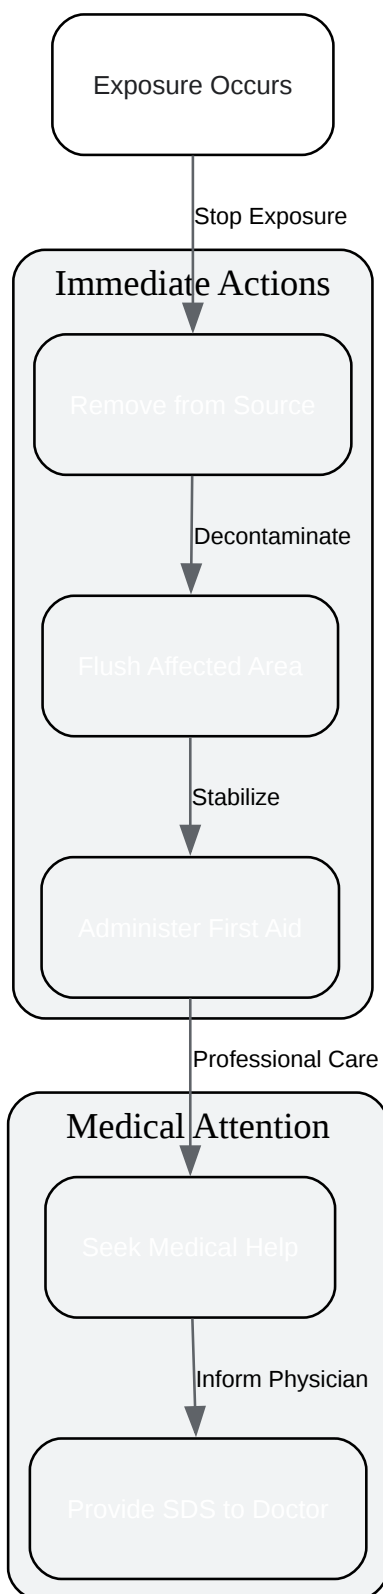 Exposure Occurs
Stop Exposure
Immediate Actions
Remove from Source
Decontaminate
Flush Affected Area
Stabilize
Administer First Aid
Professional Care
Medical Attention
Seek Medical Help
Inform Physician
Provide SDS to Doctor